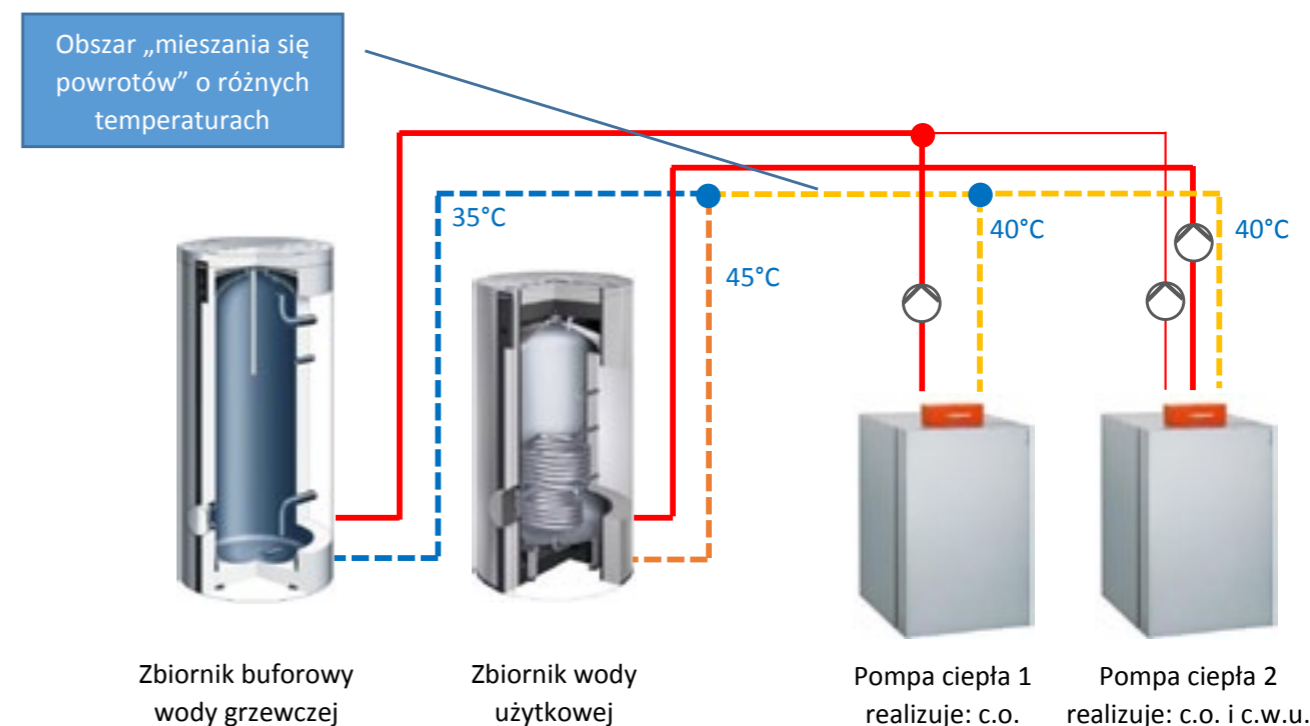 Obszar „mieszania się
powrotów” o różnych
temperaturach
35°C
45°C
40°C
40°C
Zbiornik buforowy
wody grzewczej
Zbiornik wody
użytkowej
Pompa ciepła 1
realizuje: c.o.
Pompa ciepła 2
realizuje: c.o. i c.w.u.